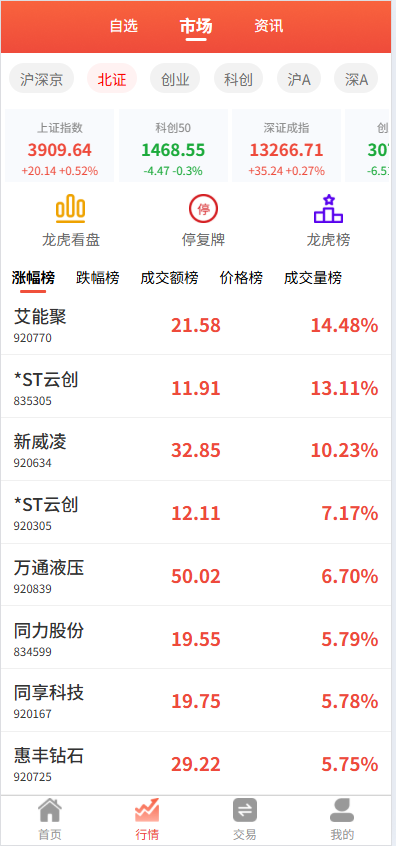 自选 市场 资讯
沪深京 北证 创业 科创 沪A 深A
上证指数 科创50 深证成指 创
3909.64 1468.55 13266.71 307
+20.14 +0.52% -4.47 -0.3% +35.24 +0.27% -6.5
停
龙虎看盘 停复牌 龙虎榜
涨幅榜 跌幅榜 成交额榜 价格榜 成交量榜
艾能聚
920770
21.58 14.48%
*ST云创
835305
11.91 13.11%
新威凌
920634
32.85 10.23%
*ST云创
920305
12.11 7.17%
万通液压
920839
50.02 6.70%
同力股份
834599
19.55 5.79%
同享科技
920167
19.75 5.78%
惠丰钻石
920725
29.22 5.75%
首页 行情 交易 我的